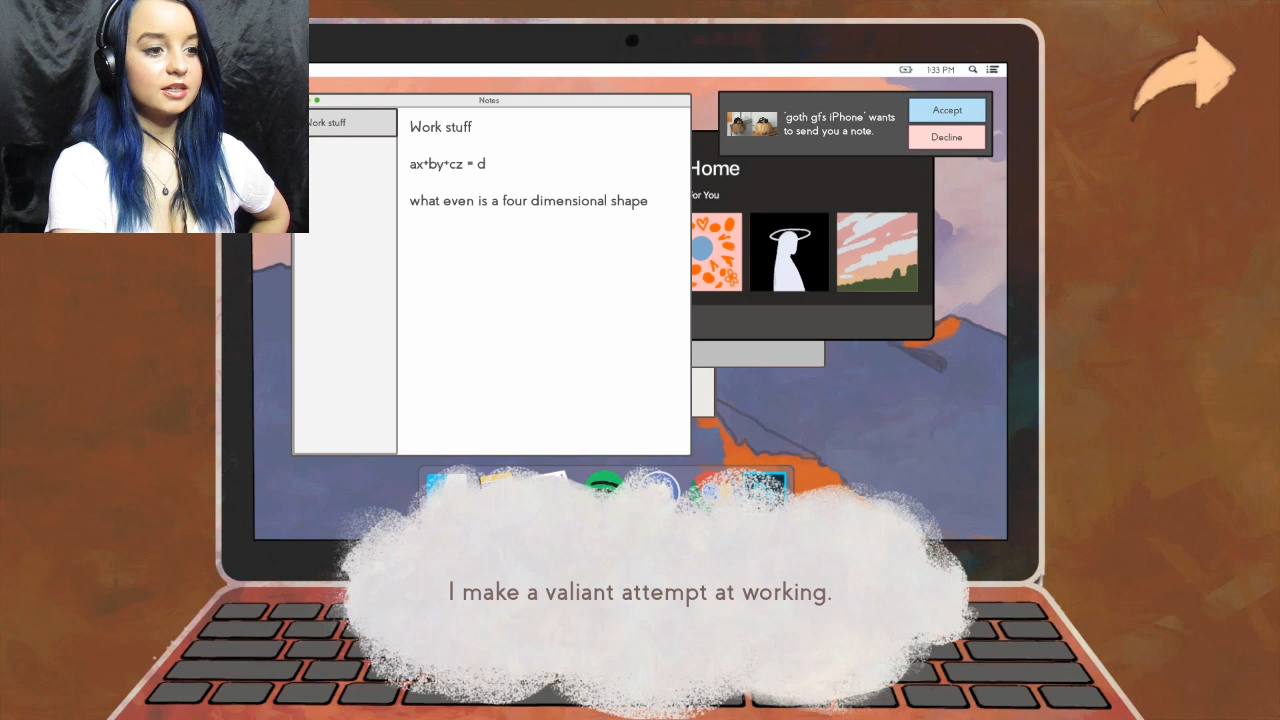 1:33 PM
Notes
'goth gf's iPhone' wants
to send you a note.
Accept
Decline
Work stuff
Work stuff
ax+by+cz = d
what even is a four dimensional shape
Home
For You
I make a valiant attempt at working.